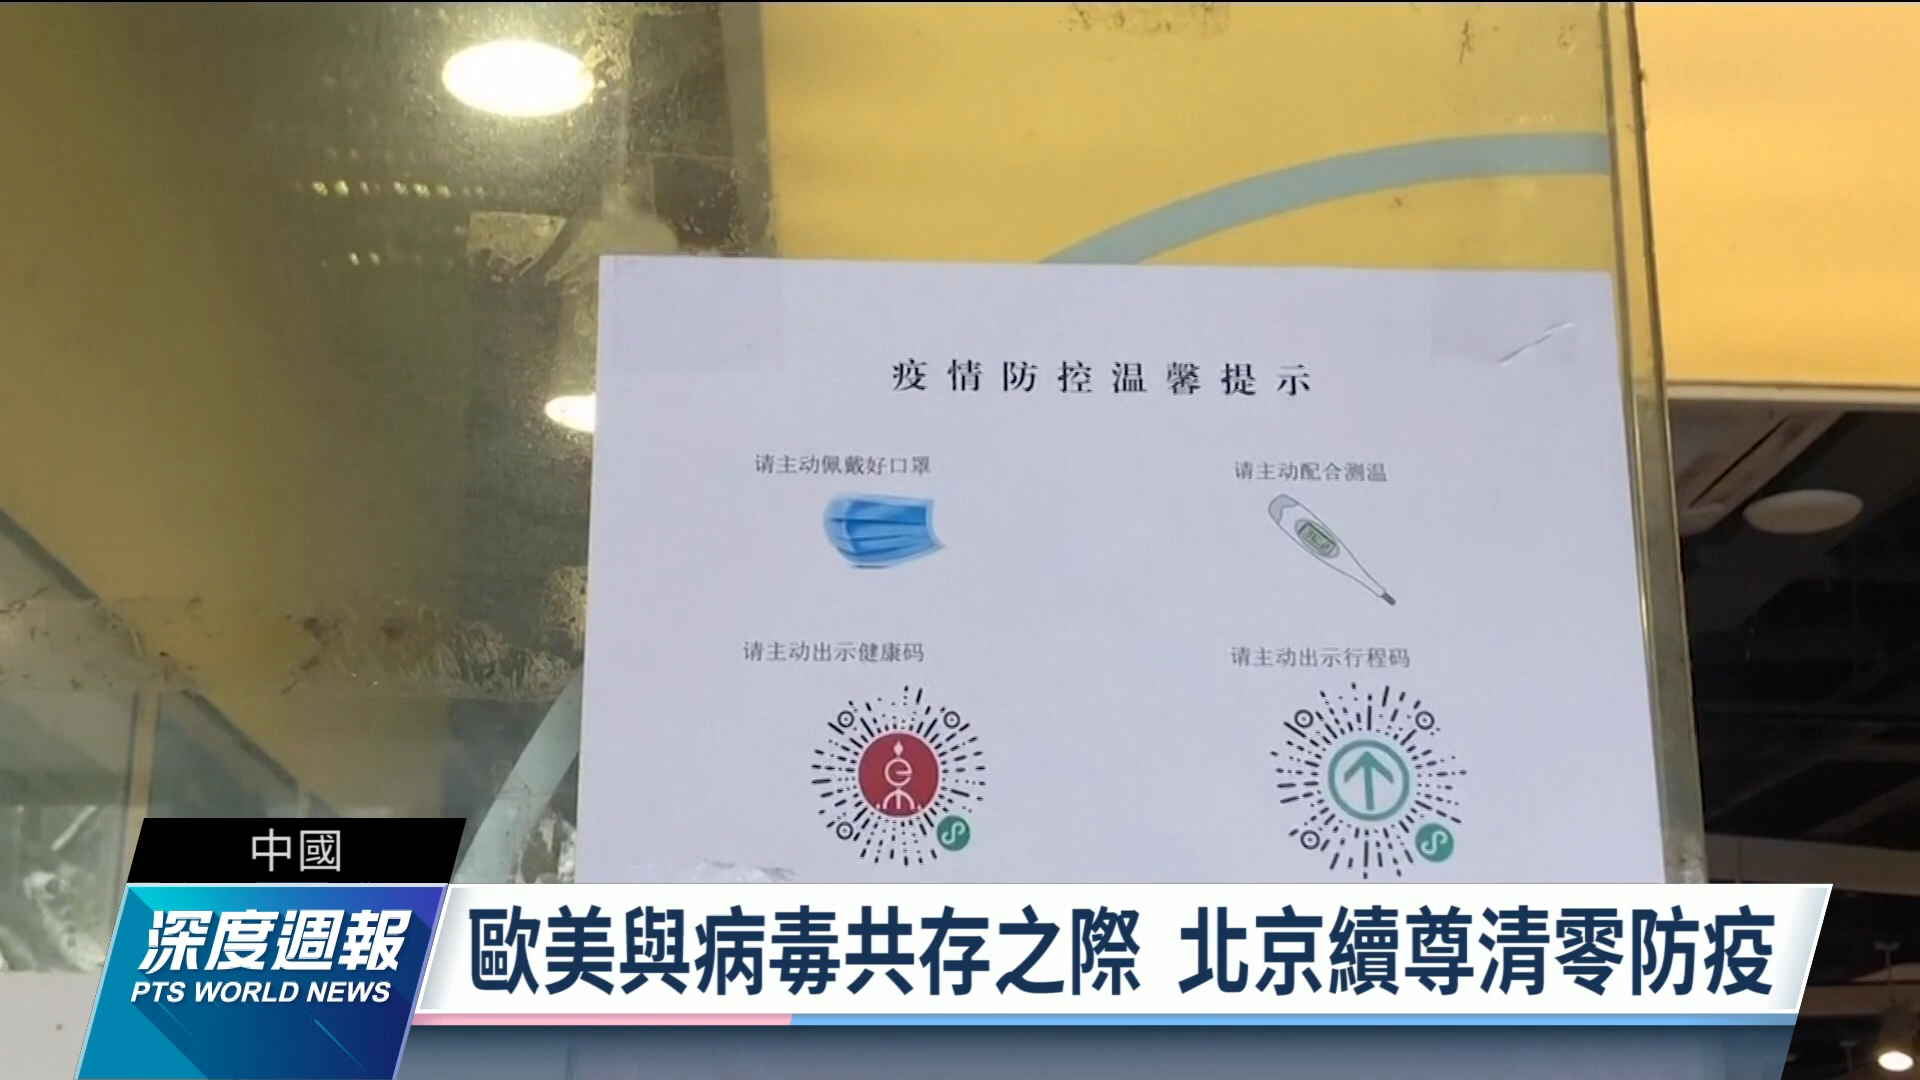 疫情防控温馨提示
请主动佩戴好口罩
请主动配合测温
请主动出示健康码
请主动出示行程码
中國
深度週報
PTS WORLD NEWS
歐美與病毒共存之際 北京續尊清零防疫